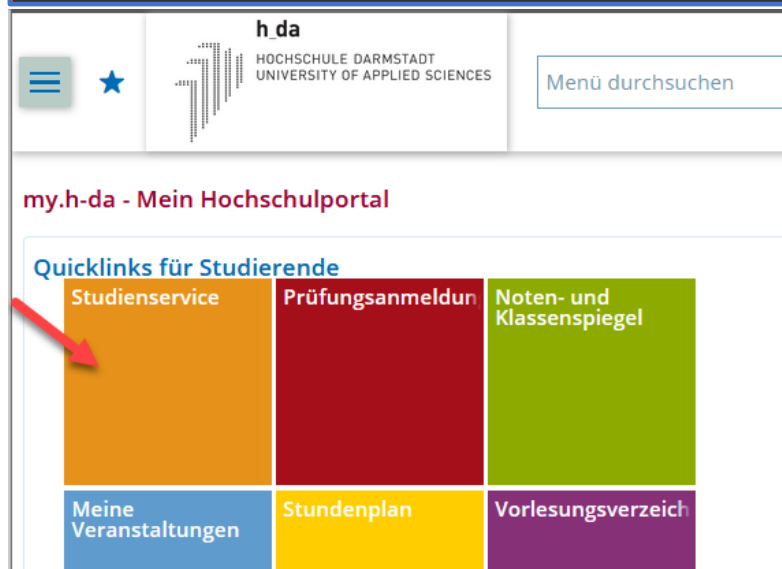 h_da
HOCHSCHULE DARMSTADT
UNIVERSITY OF APPLIED SCIENCES
Menü durchsuchen
my.h-da - Mein Hochschulportal
Quicklinks für Studierende
Studienservice
Prüfungsanmeldun
Noten- und
Klassenspiegel
Meine
Veranstaltungen
Stundenplan
Vorlesungsverzeich